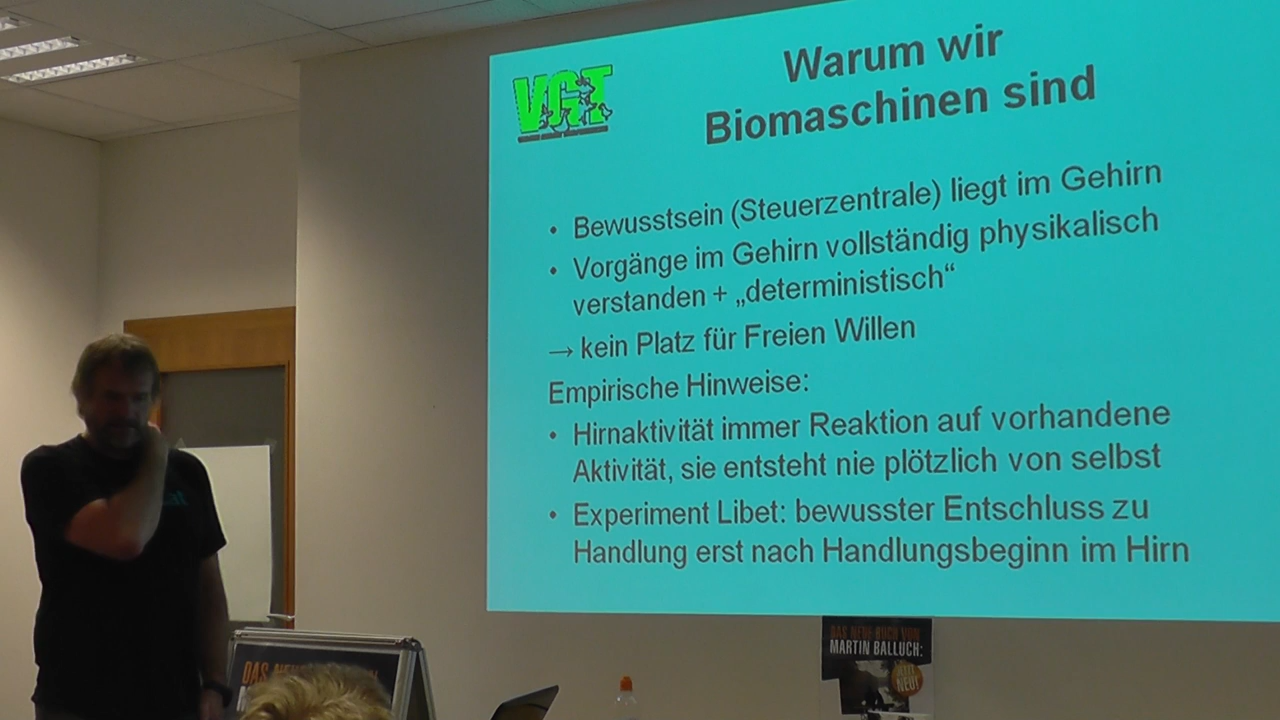 VGT
Warum wir
Biomaschinen sind
• Bewusstsein (Steuerzentrale) liegt im Gehirn
• Vorgänge im Gehirn vollständig physikalisch
verstanden + „deterministisch“
→ kein Platz für Freien Willen
Empirische Hinweise:
• Hirnaktivität immer Reaktion auf vorhandene
Aktivität, sie entsteht nie plötzlich von selbst
• Experiment Libet: bewusster Entschluss zu
Handlung erst nach Handlungsbeginn im Hirn
DAS NEUE BUCH VON
MARTIN BALLUCH:
NEU!
DAS